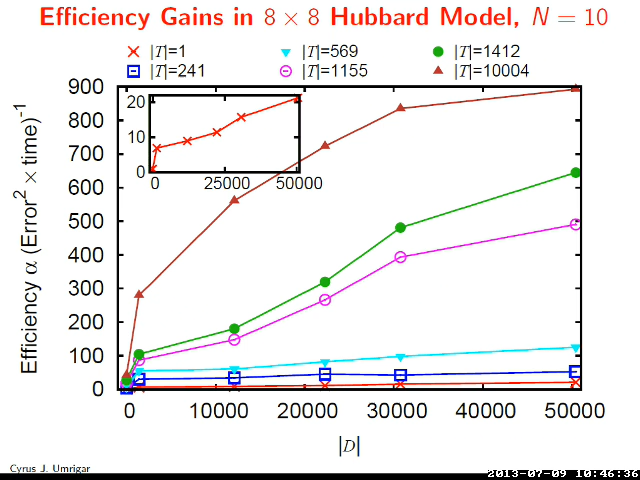 Efficiency Gains in 8 × 8 Hubbard Model, N = 10
|T|=1 |T|=569 |T|=1412
|T|=241 |T|=1155 |T|=10004
900
800
700
600
500
400
300
200
100
0
20
10
0
0 25000 50000
Efficiency α (Error² × time)⁻¹
0 10000 20000 30000 40000 50000
|D|
Cyrus J. Umrigar
2013-07-09 10:46:36